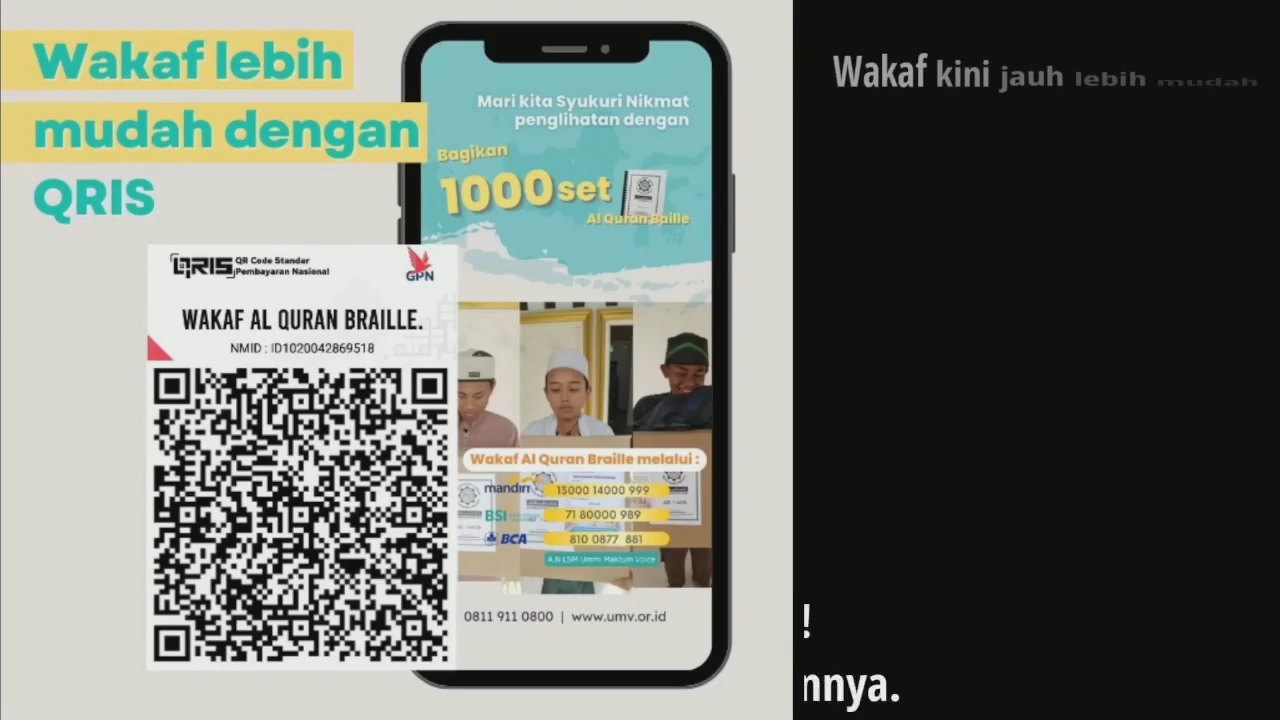 Wakaf lebih
mudah dengan
QRIS
Mari kita Syukuri Nikmat
penglihatan dengan
Bagikan
1000 set
Al Quran Baille
QRIS QR Code Standar
Pembayaran Nasional
GPN
WAKAF AL QURAN BRAILLE.
NMID : ID1020042869518
Wakaf Al Quran Braille melalui :
mandiri 13000 14000 999
BSI 71 80000 989
BCA 810 0877 881
A.N LSM Ummi Maktum Voice
0811 911 0800 | www.umv.or.id
Wakaf kini jauh lebih mudah
!
nnya.